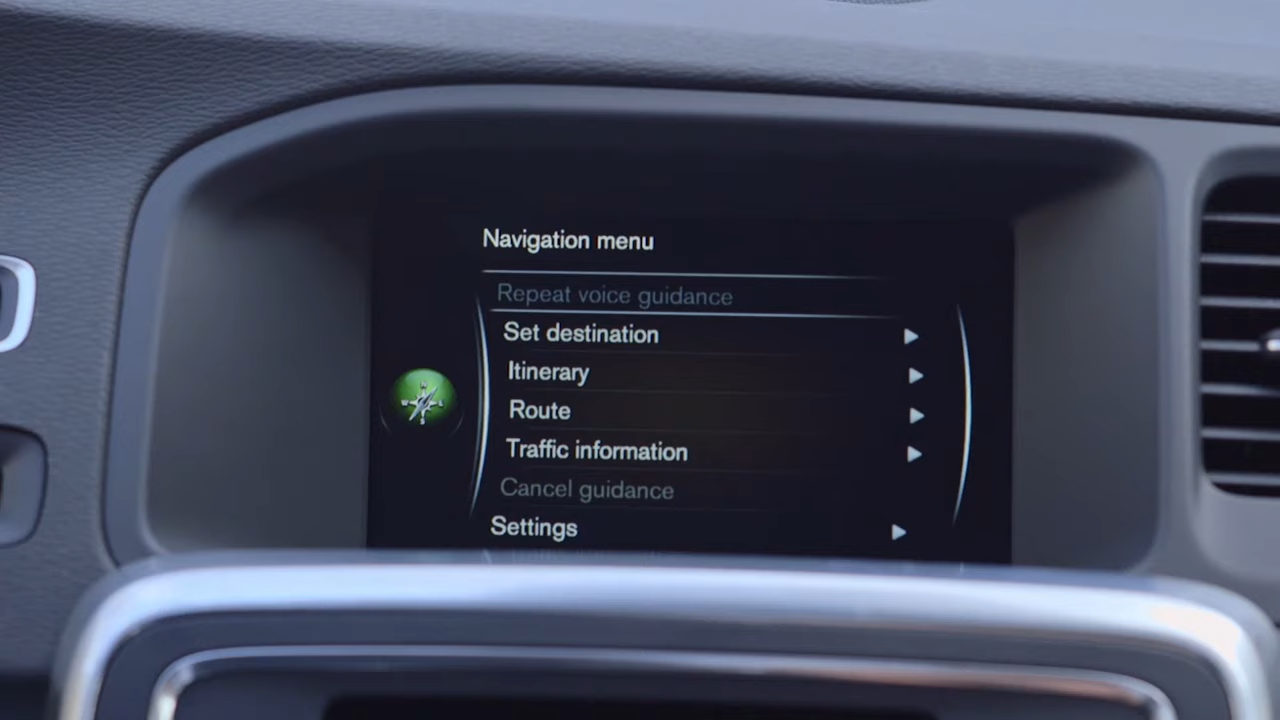 Navigation menu
Repeat voice guidance
Set destination
Itinerary
Route
Traffic information
Cancel guidance
Settings